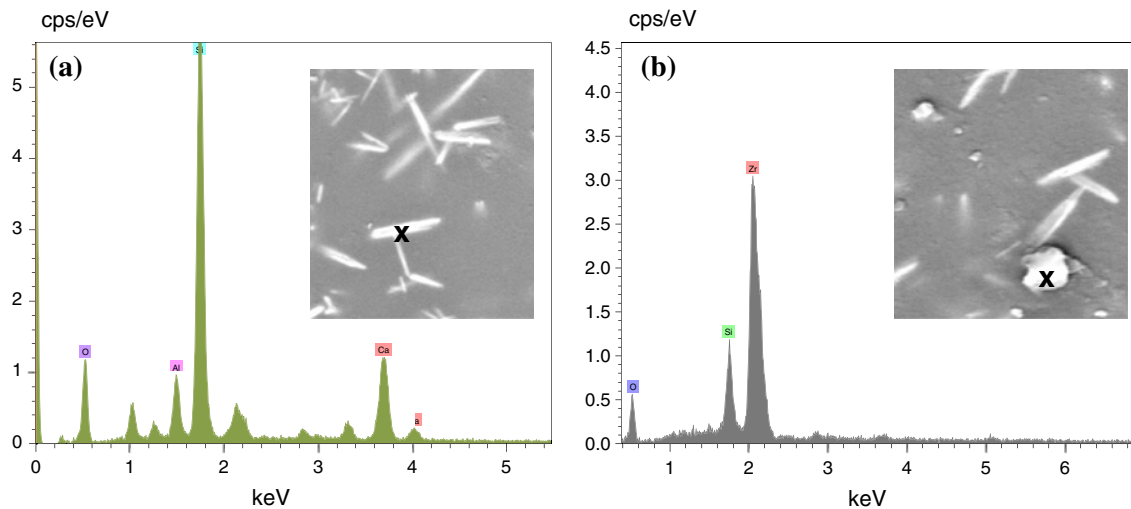 cps/eV
(a)
5
4
3
2
1
0
Si
O
Al
Ca
a
x
0 1 2 3 4 5
keV
cps/eV
(b)
4.5
4.0
3.5
3.0
2.5
2.0
1.5
1.0
0.5
0.0
Zr
Si
O
x
1 2 3 4 5 6
keV